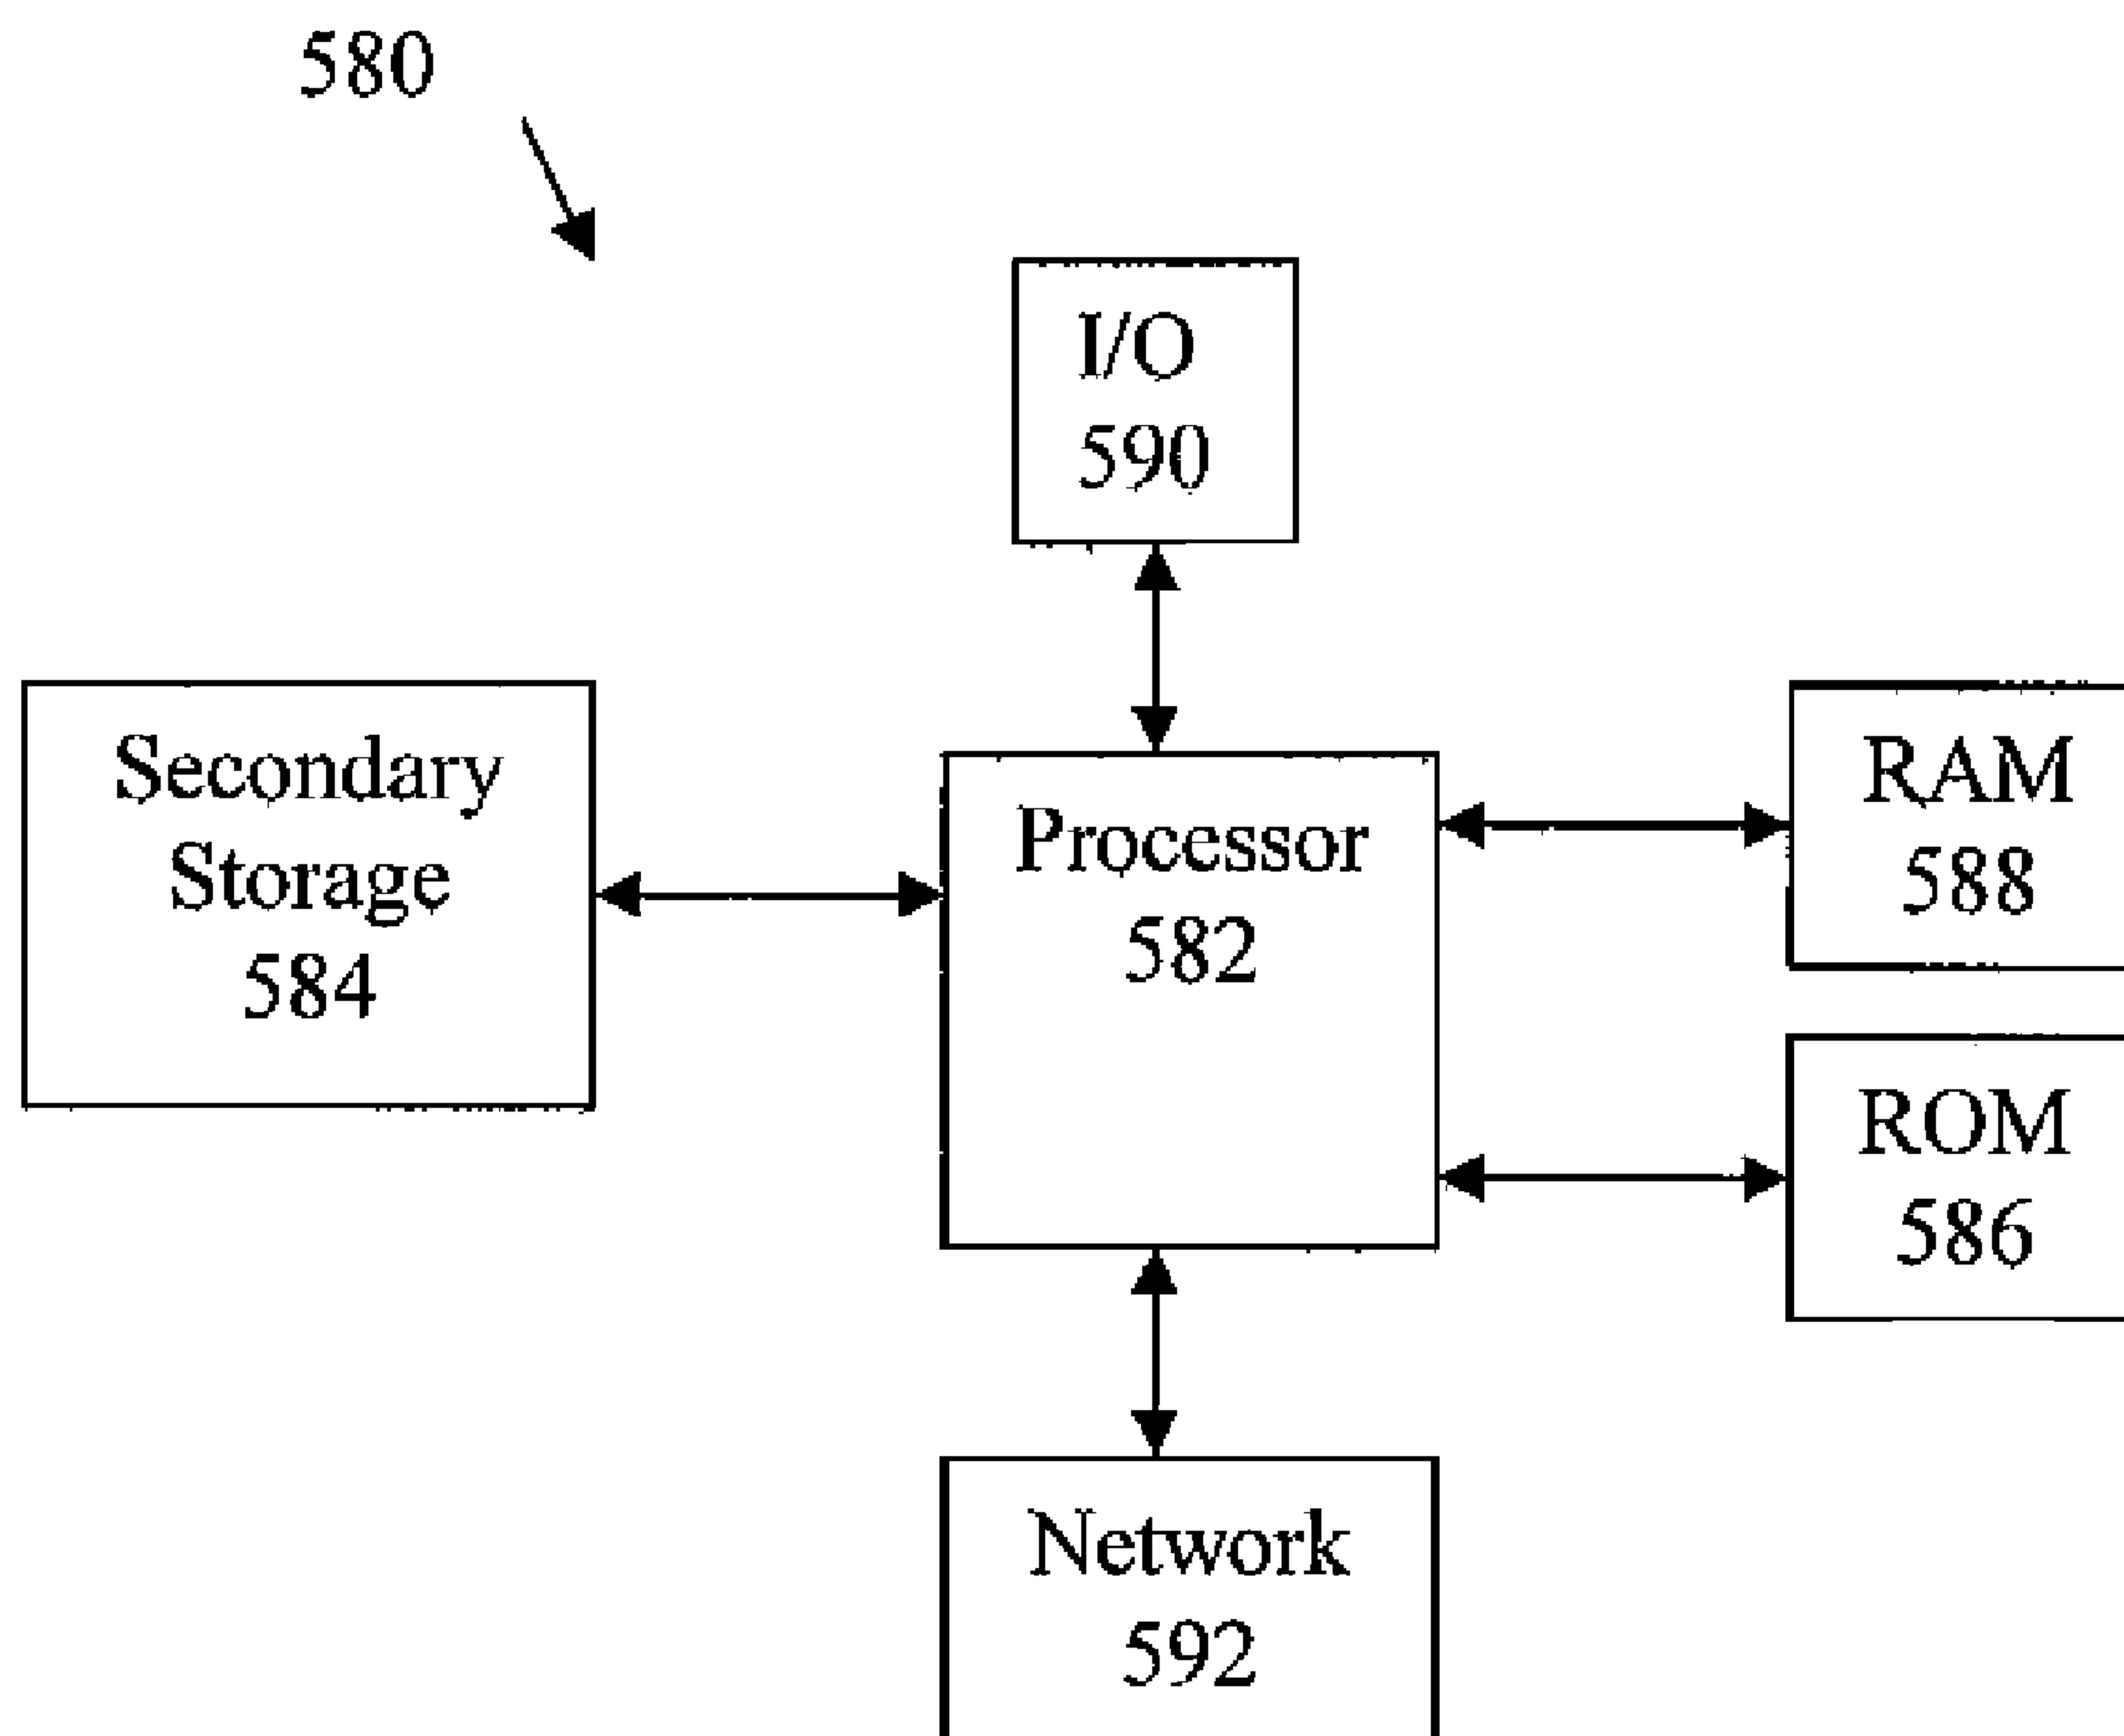 580
I/O
590
Secondary
Storage
584
Processor
582
RAM
588
ROM
586
Network
592